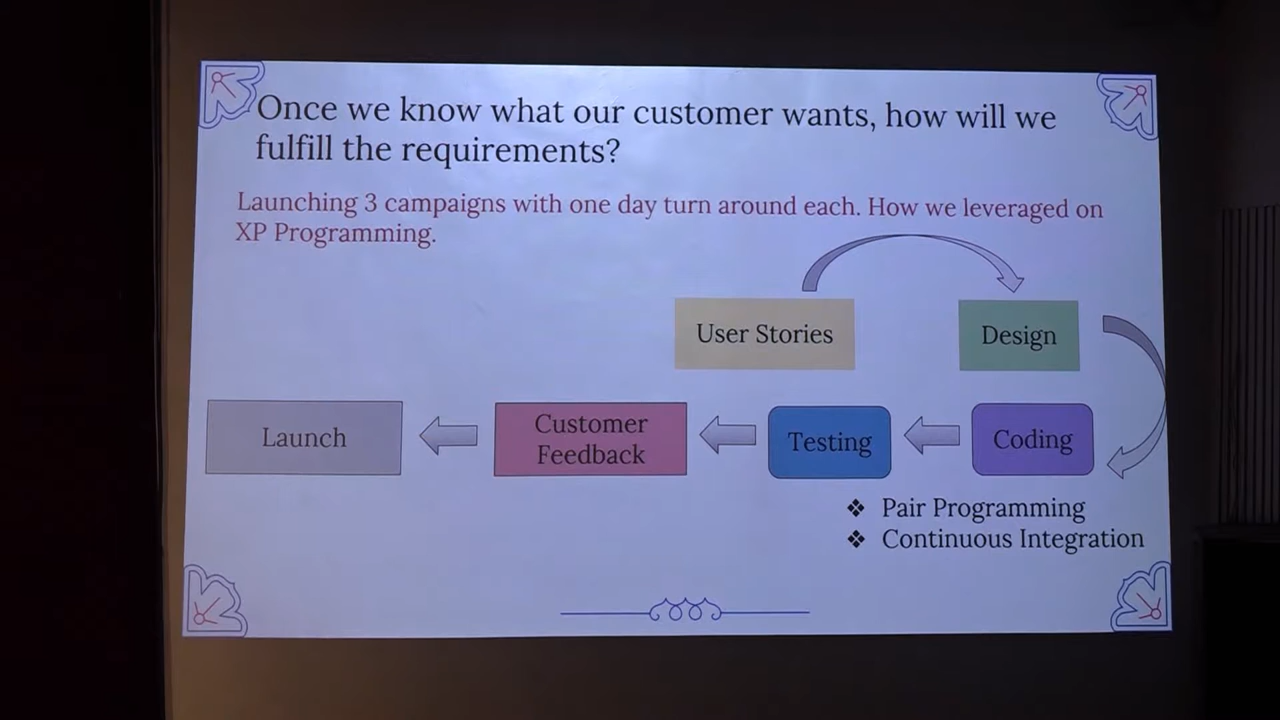 Once we know what our customer wants, how will we
fulfill the requirements?
Launching 3 campaigns with one day turn around each. How we leveraged on
XP Programming.
User Stories
Design
Launch
Customer
Feedback
Testing
Coding
❖ Pair Programming
❖ Continuous Integration